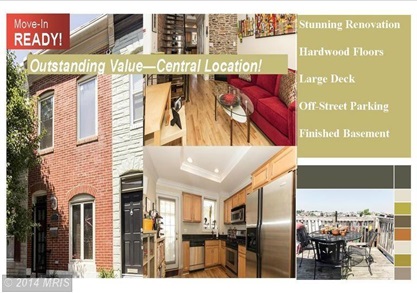 Move-In
READY!
Outstanding Value—Central Location!
Stunning Renovation
Hardwood Floors
Large Deck
Off-Street Parking
Finished Basement
© 2014 MRIS